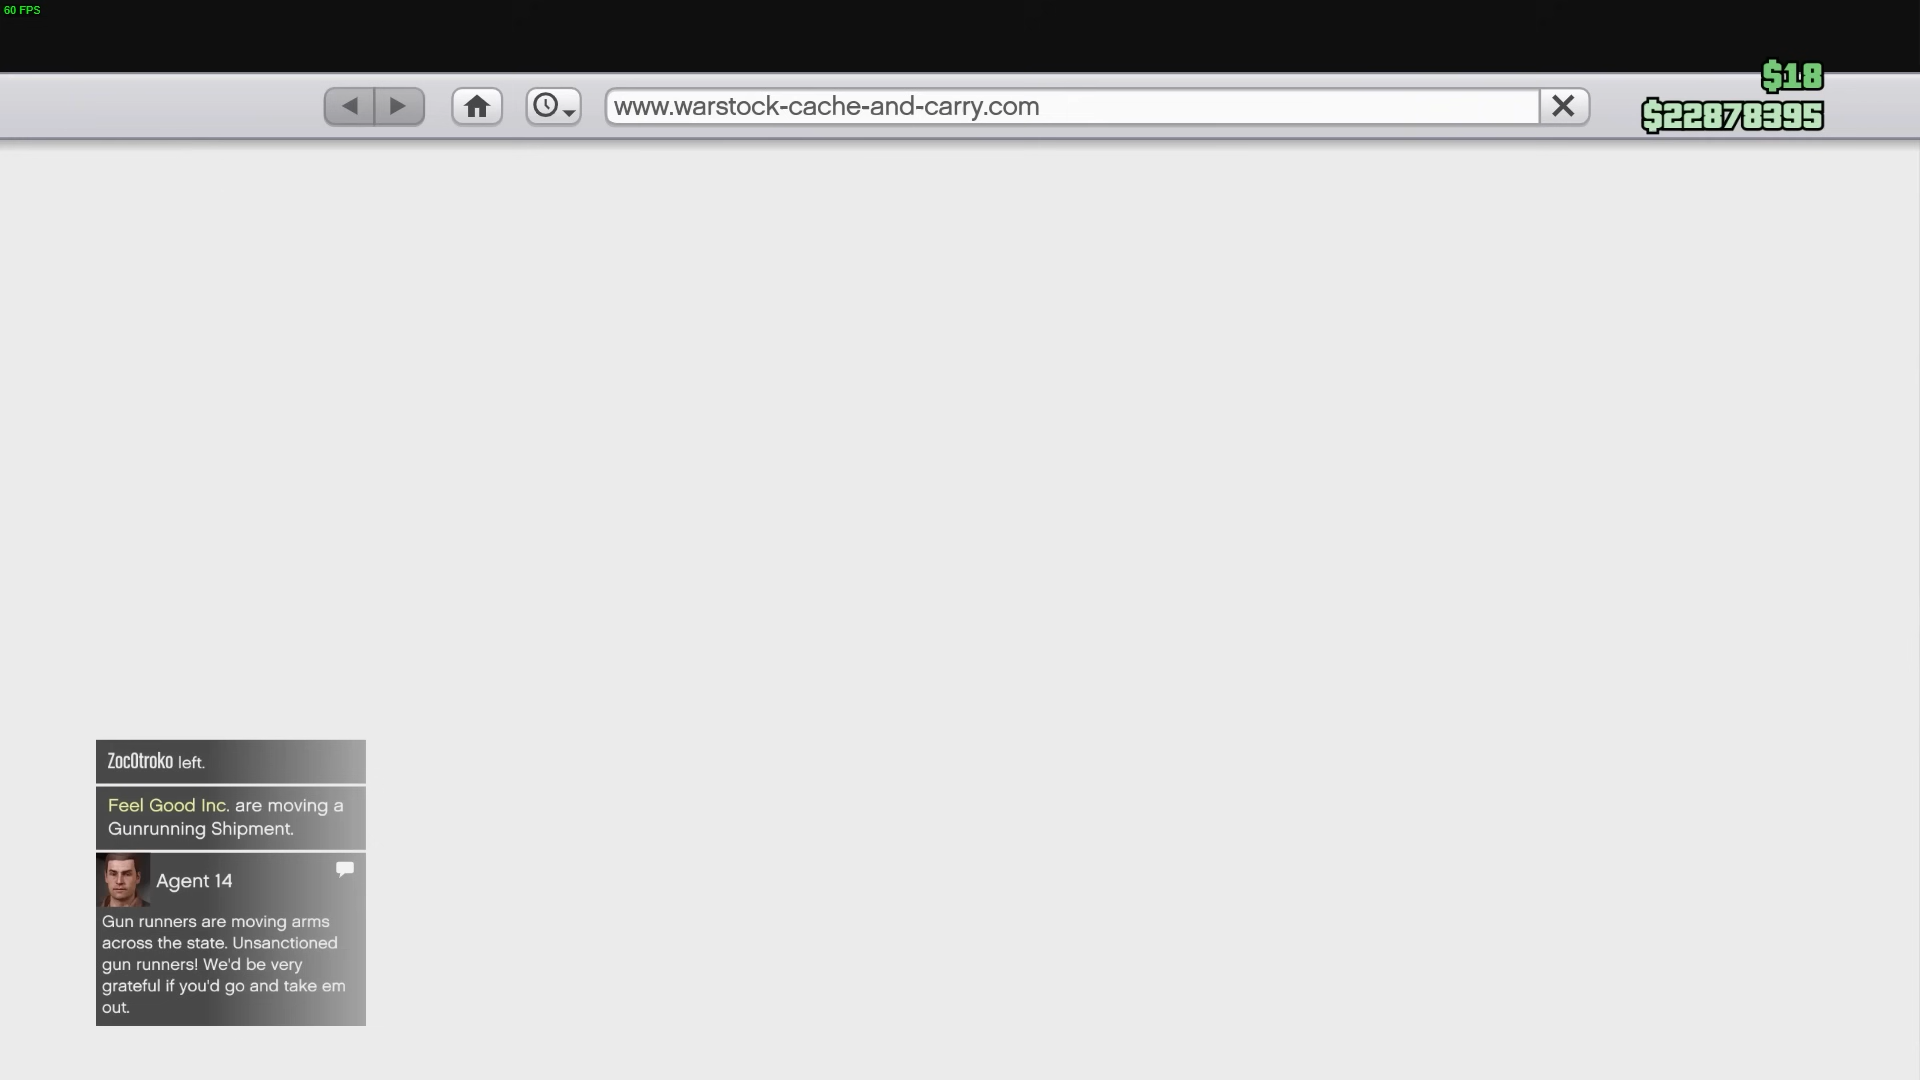 60 FPS
$18
www.warstock-cache-and-carry.com
$22878395
ZocOtroko left.
Feel Good Inc. are moving a
Gunrunning Shipment.
Agent 14
Gun runners are moving arms
across the state. Unsanctioned
gun runners! We'd be very
grateful if you'd go and take em
out.